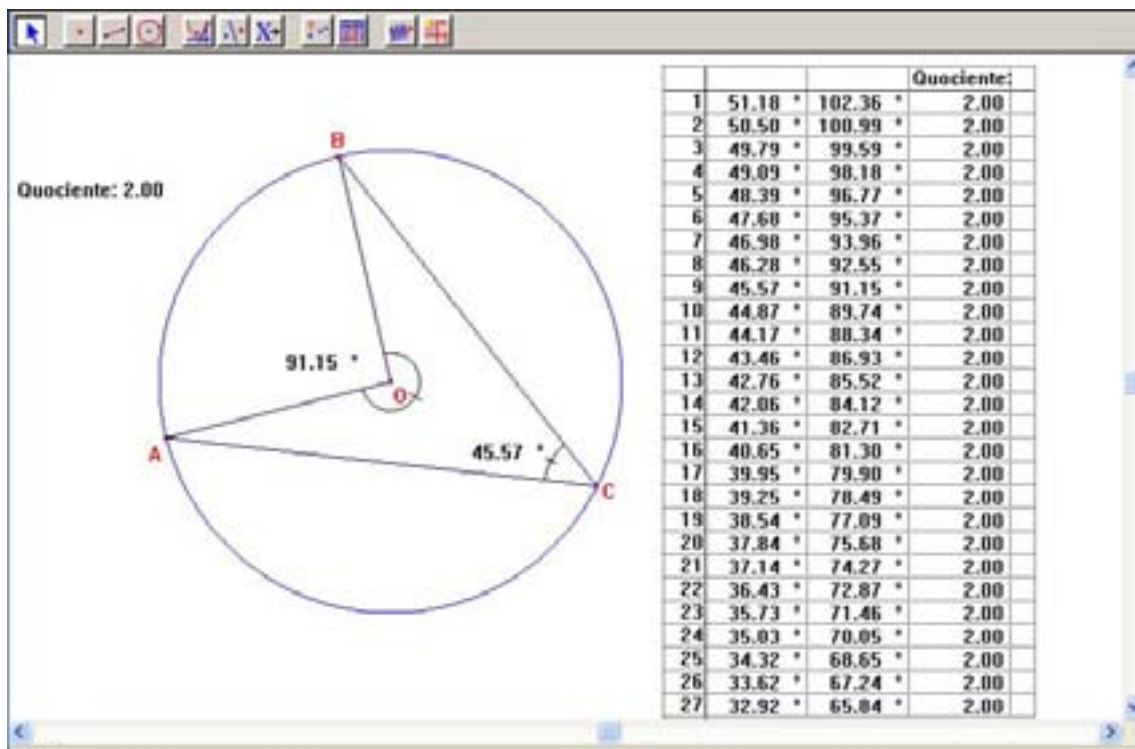 B
Quociente: 2.00
91.15 °
O
A
45.57 °
C
Quociente:
1 51.18 ° 102.36 ° 2.00
2 50.50 ° 100.99 ° 2.00
3 49.79 ° 99.59 ° 2.00
4 49.09 ° 98.18 ° 2.00
5 48.39 ° 96.77 ° 2.00
6 47.68 ° 95.37 ° 2.00
7 46.98 ° 93.96 ° 2.00
8 46.28 ° 92.55 ° 2.00
9 45.57 ° 91.15 ° 2.00
10 44.87 ° 89.74 ° 2.00
11 44.17 ° 88.34 ° 2.00
12 43.46 ° 86.93 ° 2.00
13 42.76 ° 85.52 ° 2.00
14 42.06 ° 84.12 ° 2.00
15 41.36 ° 82.71 ° 2.00
16 40.65 ° 81.30 ° 2.00
17 39.95 ° 79.90 ° 2.00
18 39.25 ° 78.49 ° 2.00
19 38.54 ° 77.09 ° 2.00
20 37.84 ° 75.68 ° 2.00
21 37.14 ° 74.27 ° 2.00
22 36.43 ° 72.87 ° 2.00
23 35.73 ° 71.46 ° 2.00
24 35.03 ° 70.05 ° 2.00
25 34.32 ° 68.65 ° 2.00
26 33.62 ° 67.24 ° 2.00
27 32.92 ° 65.84 ° 2.00